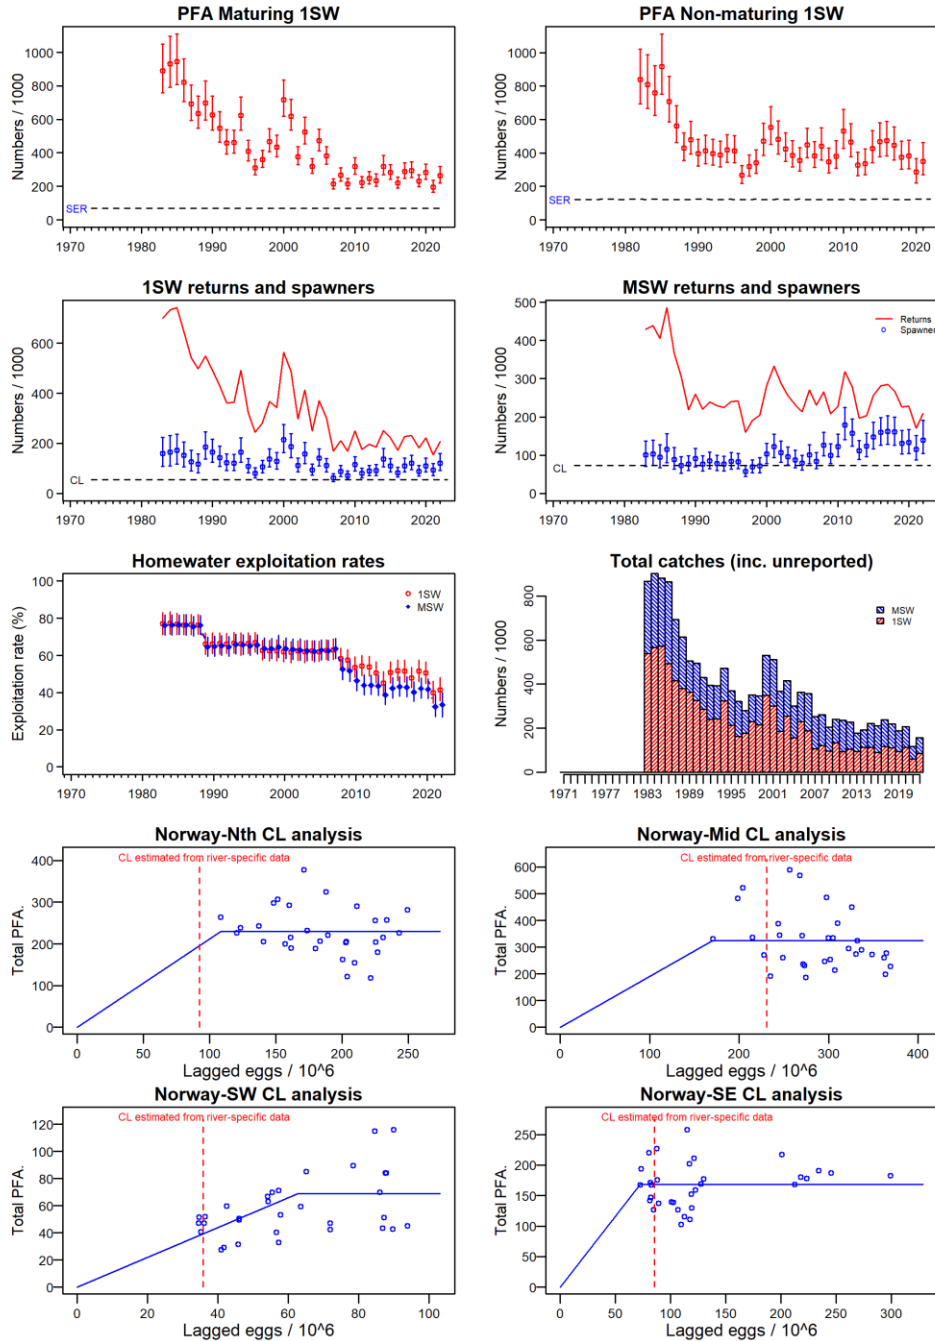 PFA Maturing 1SW
PFA Non-maturing 1SW
Numbers / 1000
0 200 400 600 800 1000
SER
1970 1980 1990 2000 2010 2020
Numbers / 1000
0 200 400 600 800 1000
SER
1970 1980 1990 2000 2010 2020
1SW returns and spawners
MSW returns and spawners
Numbers / 1000
0 200 400 600
CL
1970 1980 1990 2000 2010 2020
Numbers / 1000
0 100 200 300 400 500
Returns
Spawner
CL
1970 1980 1990 2000 2010 2020
Homewater exploitation rates
Total catches (inc. unreported)
Exploitation rate (%)
0 20 40 60 80 100
1SW
MSW
1970 1980 1990 2000 2010 2020
Numbers / 1000
0 200 400 600 800
MSW
1SW
1971 1977 1983 1989 1995 2001 2007 2013 2019
Norway-Nth CL analysis
Norway-Mid CL analysis
CL estimated from river-specific data
Total PFA.
0 100 200 300 400
0 50 100 150 200 250
Lagged eggs / 10^6
CL estimated from river-specific data
Total PFA.
0 100 200 300 400 500 600
0 100 200 300 400
Lagged eggs / 10^6
Norway-SW CL analysis
Norway-SE CL analysis
CL estimated from river-specific data
Total PFA.
0 20 40 60 80 100 120
0 20 40 60 80 100
Lagged eggs / 10^6
CL estimated from river-specific data
Total PFA.
0 50 100 150 200 250
0 50 100 150 200 250 300
Lagged eggs / 10^6